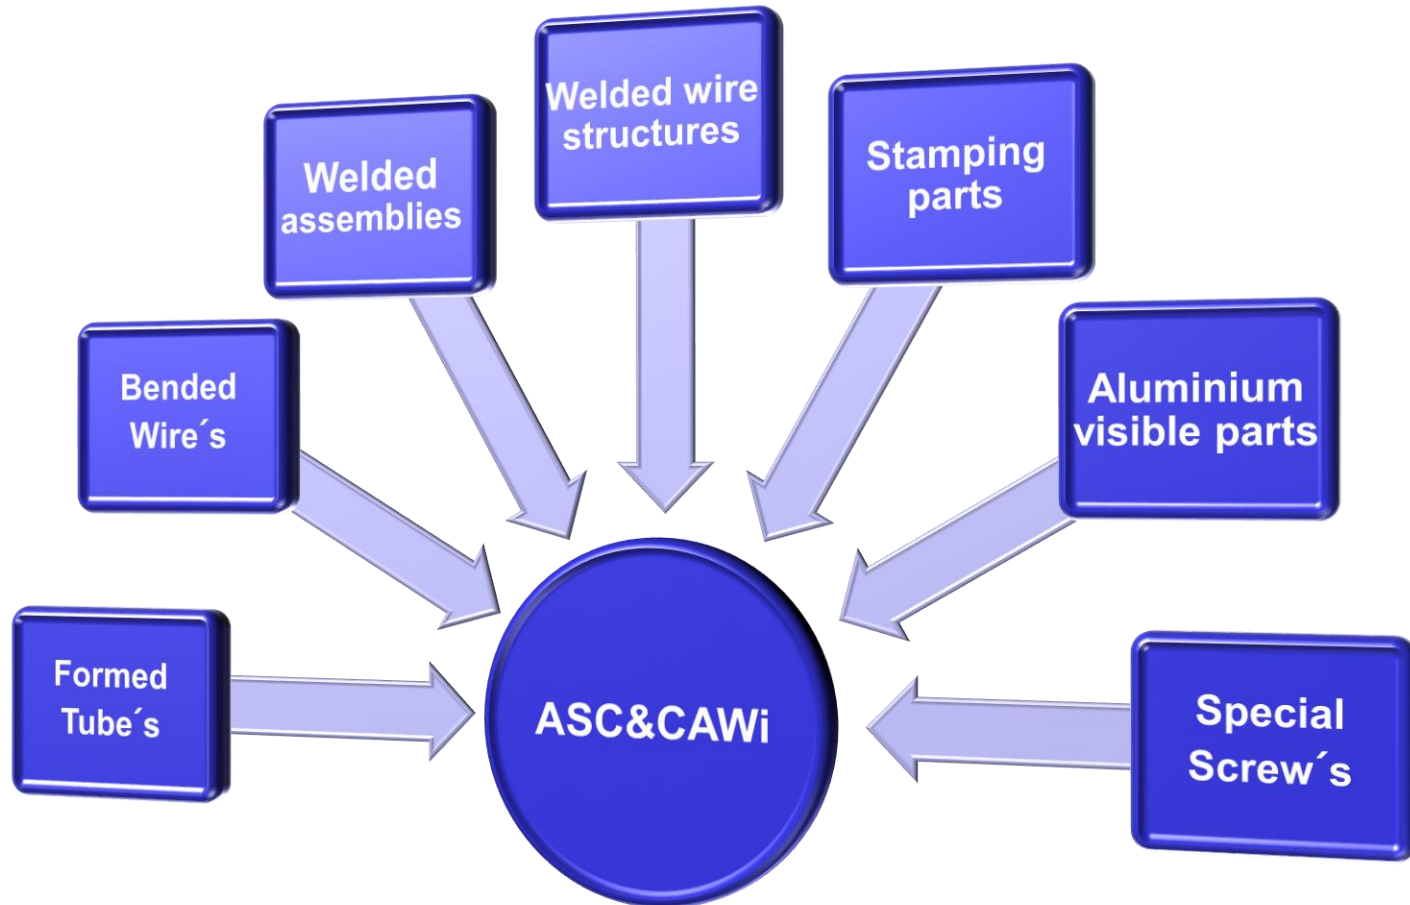 Welded wire
structures
Stamping
parts
Welded
assemblies
Aluminium
visible parts
Bended
Wire´s
Formed
Tube´s
ASC&CAWi
Special
Screw´s